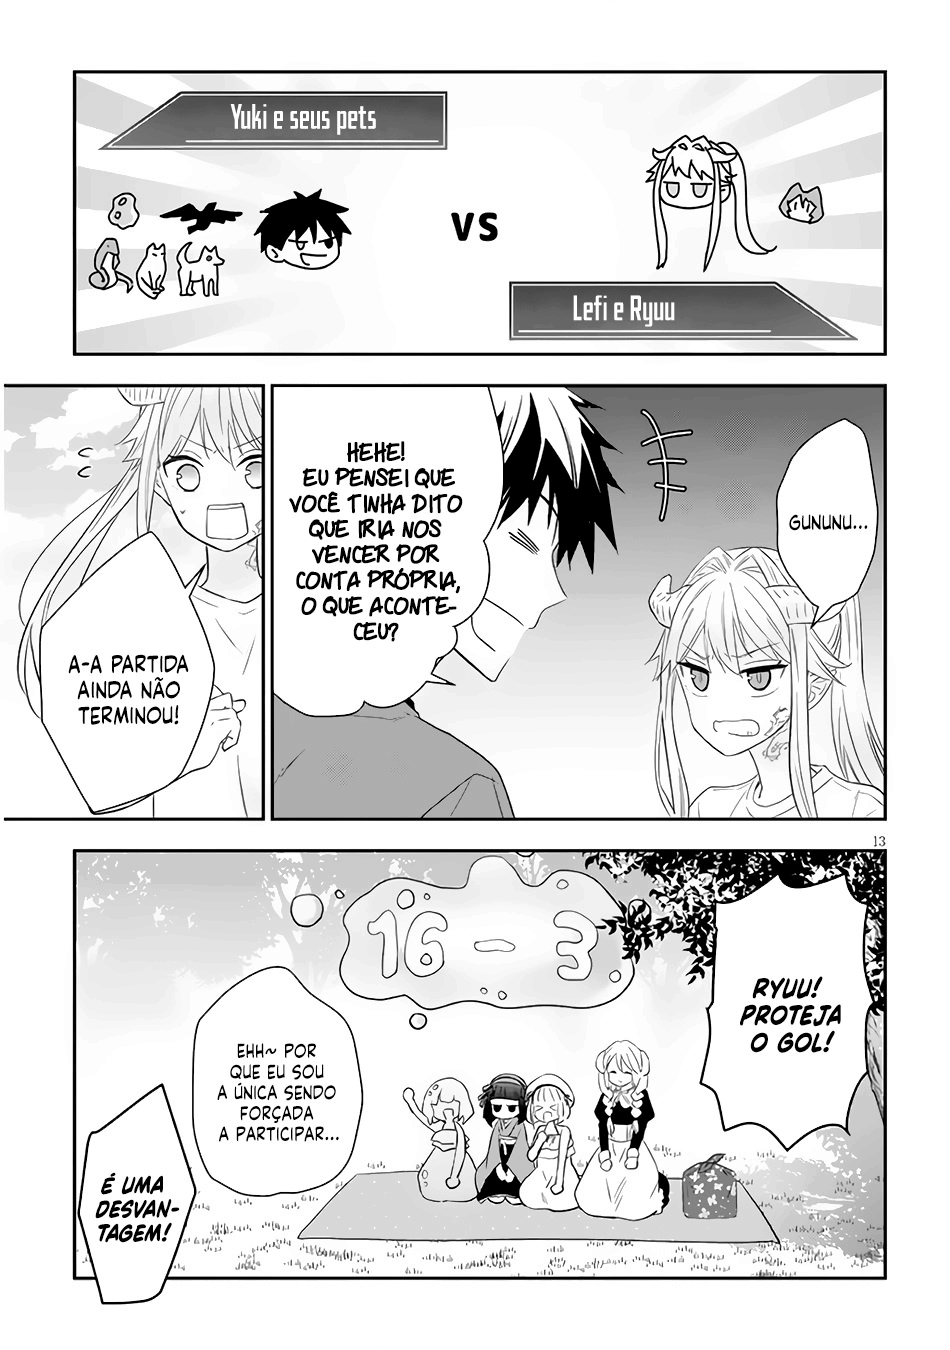 Yuki e seus pets
VS
Lefi e Ryuu
GUNUNU...
HEHE!
EU PENSEI QUE
VOCÊ TINHA DITO
QUE IRIA NOS
VENCER POR
CONTA PRÓPRIA,
O QUE ACONTE-
CEU?
A-A PARTIDA
AINDA NÃO
TERMINOU!
13
16 - 3
RYUU!
PROTEJA
O GOL!
EHH~ POR
QUE EU SOU
A ÚNICA SENDO
FORÇADA
A PARTICIPAR...
É UMA
DESVAN-
TAGEM!